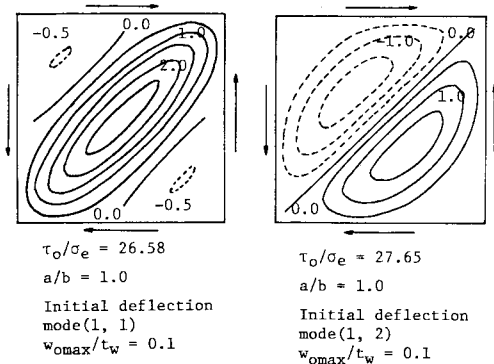 -0.5
0.0
1.0
2.0
0.0
-0.5
τo/σe = 26.58
a/b = 1.0
Initial deflection
mode(1, 1)
womax/tw = 0.1
0.0
-1.0
1.0
0.0
τo/σe = 27.65
a/b = 1.0
Initial deflection
mode(1, 2)
womax/tw = 0.1